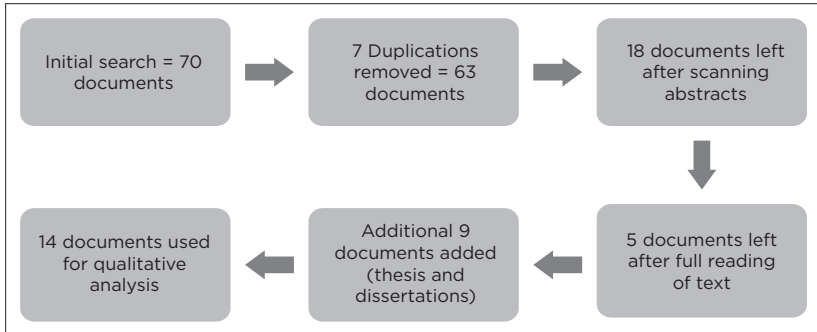 Initial search = 70
documents
7 Duplications
removed = 63
documents
18 documents left
after scanning
abstracts
5 documents left
after full reading
of text
Additional 9
documents added
(thesis and
dissertations)
14 documents used
for qualitative
analysis